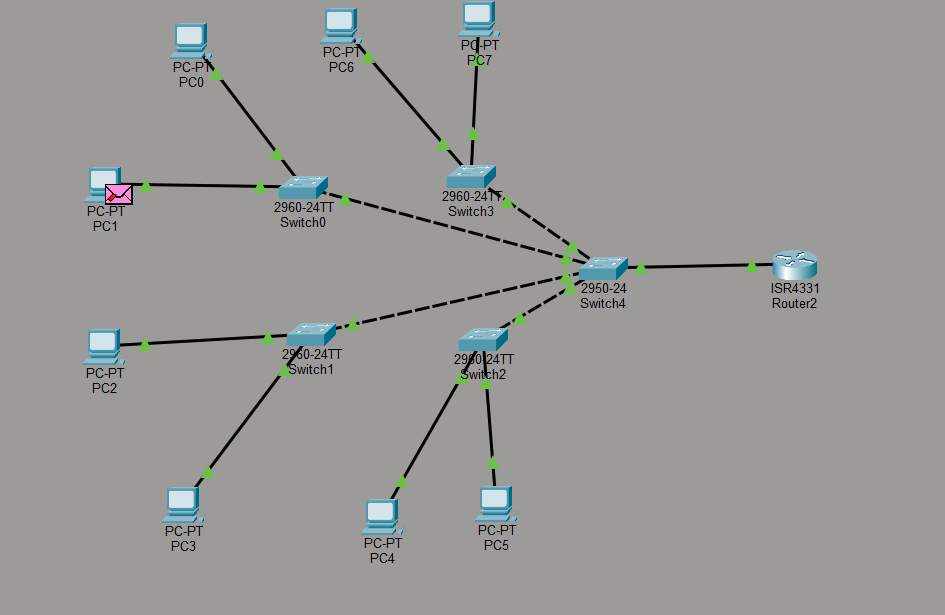 PC-PT
PC0
PC-PT
PC6
PC-PT
PC7
PC-PT
PC1
2960-24TT
Switch0
2960-24TT
Switch3
2950-24
Switch4
ISR4331
Router2
PC-PT
PC2
2960-24TT
Switch1
2960-24TT
Switch2
PC-PT
PC3
PC-PT
PC4
PC-PT
PC5